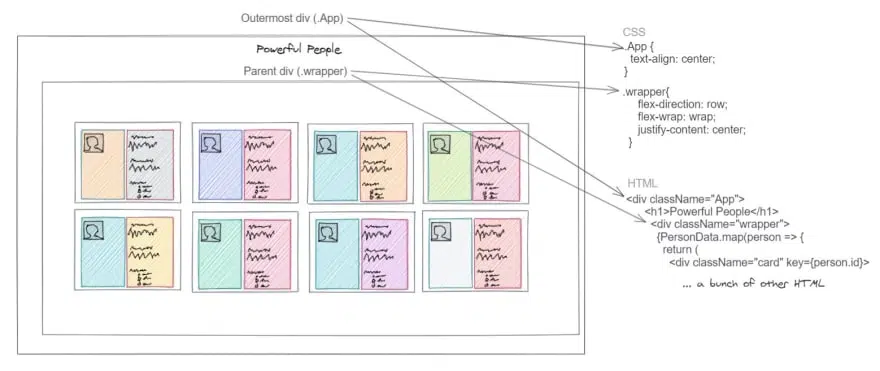 Outermost div (.App)
Powerful People
Parent div (.wrapper)
CSS
.App {
text-align: center;
}
.wrapper{
flex-direction: row;
flex-wrap: wrap;
justify-content: center;
}
HTML
<div className="App">
<h1>Powerful People</h1>
<div className="wrapper">
{PersonData.map(person => {
return (
<div className="card" key={person.id}>
... a bunch of other HTML